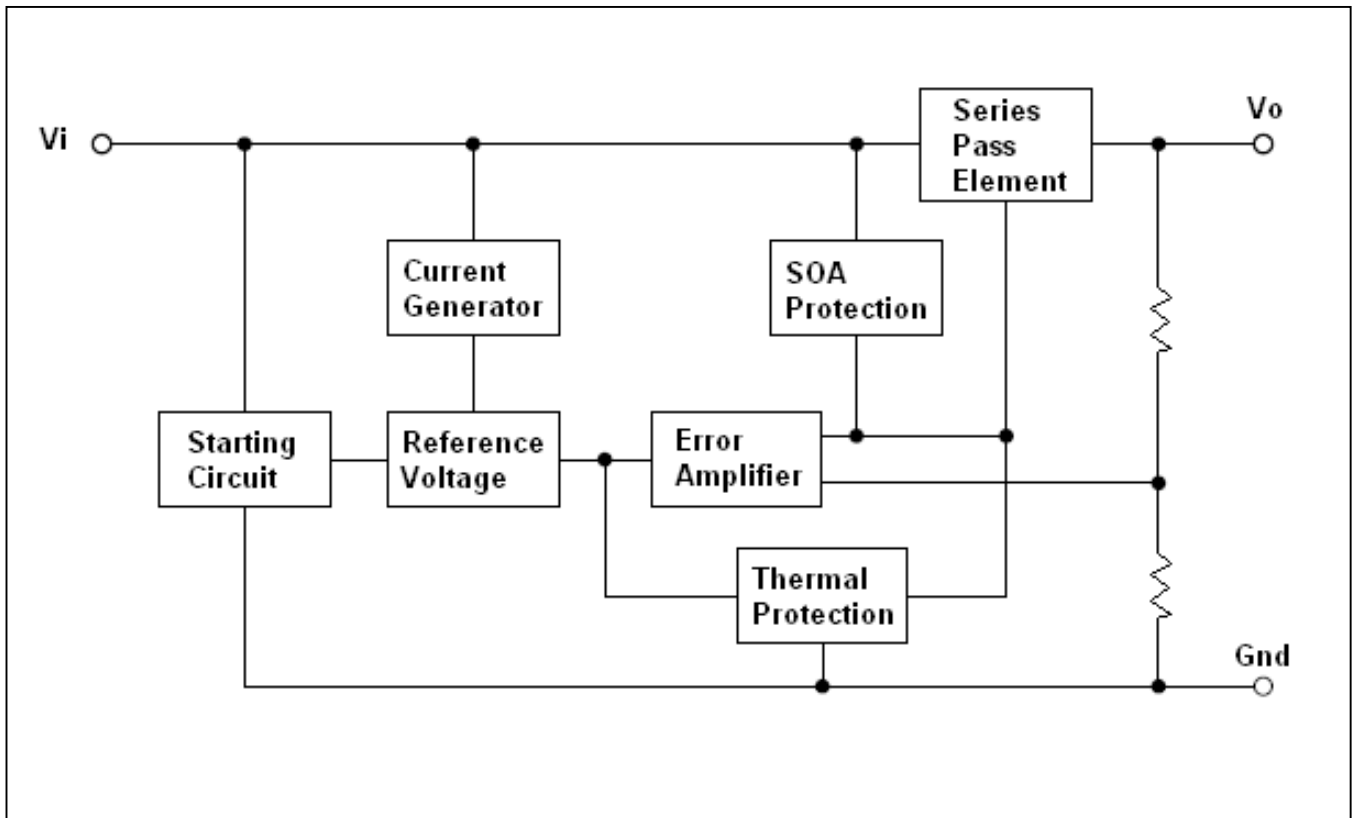 Vi
Series
Pass
Element
Vo
Current
Generator
SOA
Protection
Starting
Circuit
Reference
Voltage
Error
Amplifier
Thermal
Protection
Gnd